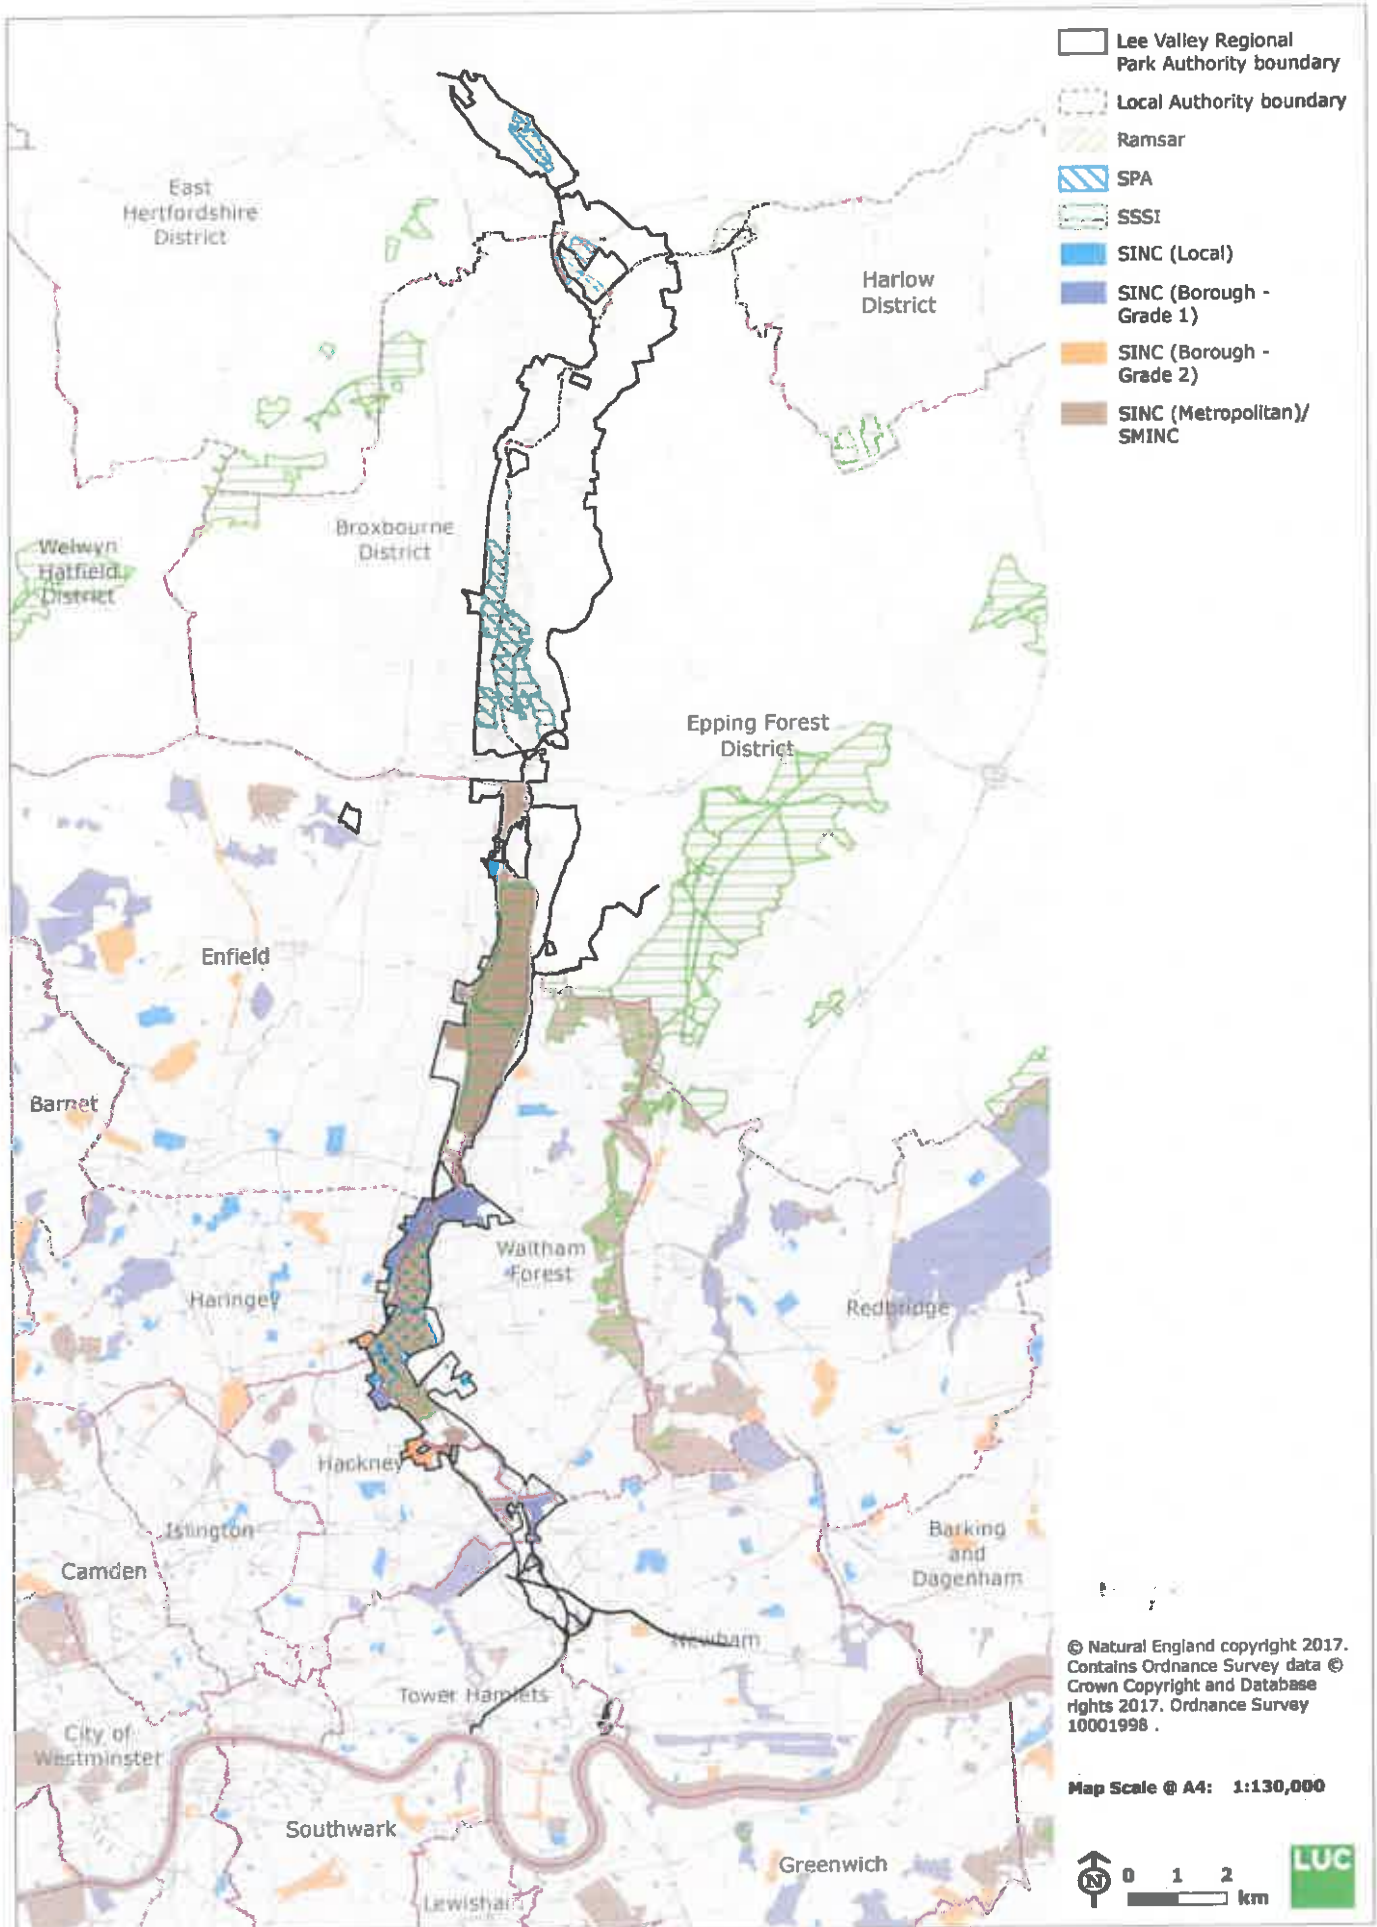 Lee Valley Regional
Park Authority boundary
Local Authority boundary
Ramsar
SPA
SSSI
SINC (Local)
SINC (Borough -
Grade 1)
SINC (Borough -
Grade 2)
SINC (Metropolitan)/
SMINC
East
Hertfordshire
District
Harlow
District
Broxbourne
District
Welwyn
Hatfield
District
Epping Forest
District
Enfield
Barnet
Waltham
Forest
Haringey
Redbridge
Hackney
Islington
Camden
Barking
and
Dagenham
Newham
Tower Hamlets
City of
Westminster
Southwark
Greenwich
Lewisham
© Natural England copyright 2017.
Contains Ordnance Survey data ©
Crown Copyright and Database
rights 2017. Ordnance Survey
10001998 .
Map Scale @ A4: 1:130,000
N
0 1 2
km
LUC